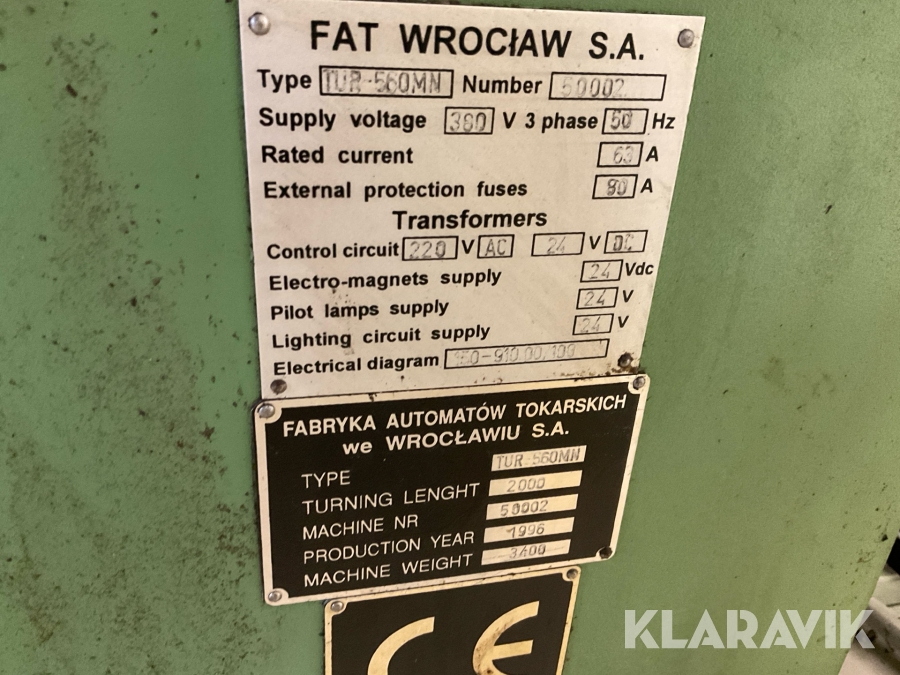 FAT WROCŁAW S.A.
Type TUR-560MN Number 50002
Supply voltage 380 V 3 phase 50 Hz
Rated current 63 A
External protection fuses 80 A
Transformers
Control circuit 220 V AC 24 V DC
Electro-magnets supply 24 Vdc
Pilot lamps supply 24 V
Lighting circuit supply 24 V
Electrical diagram
FABRYKA AUTOMATÓW TOKARSKICH
we WROCŁAWIU S.A.
TYPE TUR-560MN
TURNING LENGHT 2000
MACHINE NR 50002
PRODUCTION YEAR 1996
MACHINE WEIGHT 3400
CE
KLARAVIK